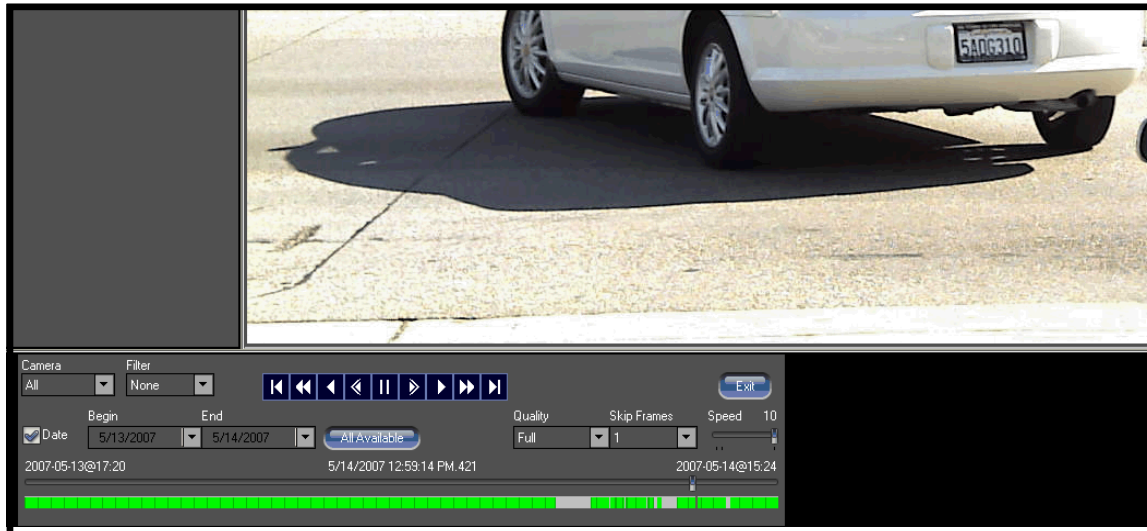 5ADG310
Camera Filter
All None
Exit
Begin End Quality Skip Frames Speed 10
Date 5/13/2007 5/14/2007 All Available Full 1
2007-05-13@17:20 5/14/2007 12:59:14 PM.421 2007-05-14@15:24